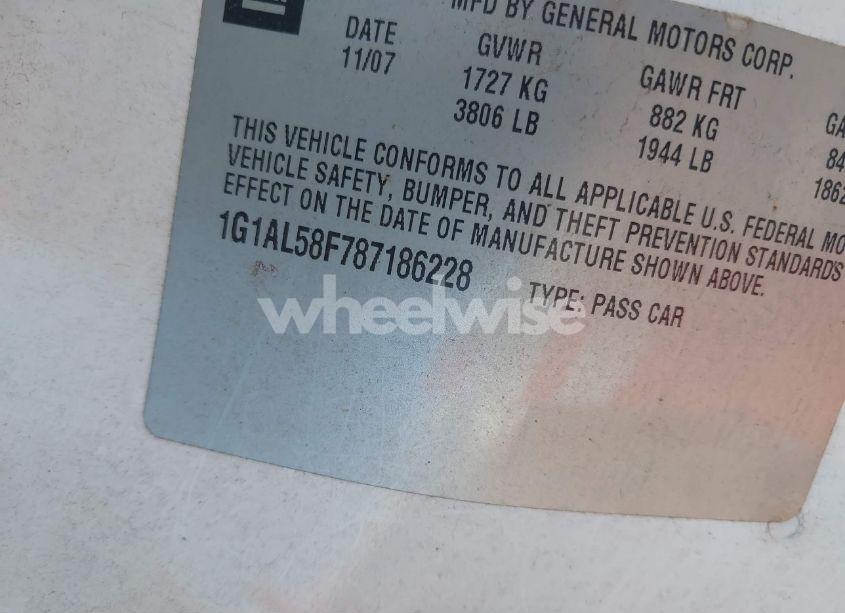 MFD BY GENERAL MOTORS CORP.
DATE GVWR GAWR FRT
11/07 1727 KG 882 KG
3806 LB 1944 LB
THIS VEHICLE CONFORMS TO ALL APPLICABLE U.S. FEDERAL
VEHICLE SAFETY, BUMPER, AND THEFT PREVENTION STANDARDS
EFFECT ON THE DATE OF MANUFACTURE SHOWN ABOVE.
1G1AL58F787186228 TYPE: PASS CAR
wheelwise